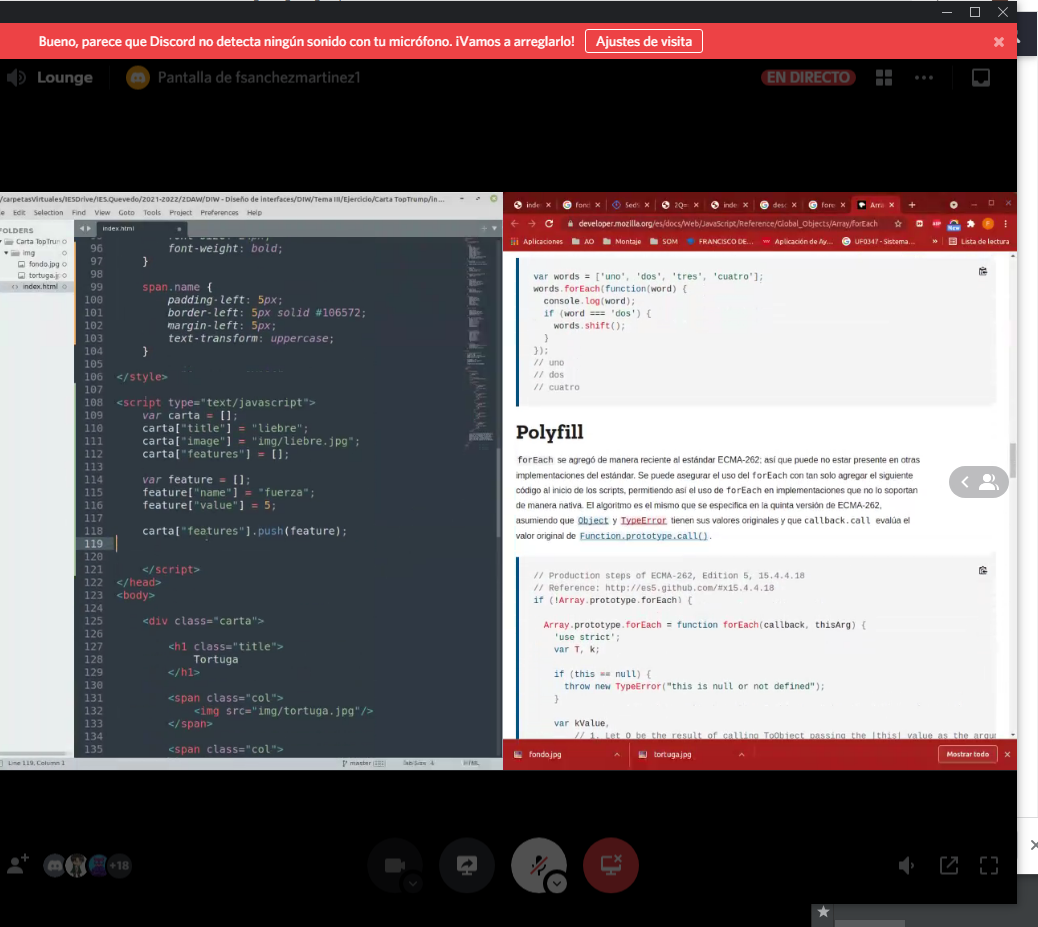 Bueno, parece que Discord no detecta ningún sonido con tu micrófono. ¡Vamos a arreglarlo! Ajustes de visita
Lounge Pantalla de fsanchezmartinez1 EN DIRECTO
/carpetasVirtuales/IESDrive/IES.Quevedo/2021-2022/2DAW/DIW - Diseño de interfaces/DIW/Tema III/Ejercicio/Carta TopTrump/in...
Edit Selection Find View Goto Tools Project Preferences Help
FOLDERS
Carta TopTrun
img
fondo.jpg
tortuga.j
index.html
index.html
96 font-weight: bold;
97 }
98
99 span.name {
100 padding-left: 5px;
101 border-left: 5px solid #106572;
102 margin-left: 5px;
103 text-transform: uppercase;
104 }
105
106 </style>
107
108 <script type="text/javascript">
109 var carta = [];
110 carta["title"] = "liebre";
111 carta["image"] = "img/liebre.jpg";
112 carta["features"] = [];
113
114 var feature = [];
115 feature["name"] = "fuerza";
116 feature["value"] = 5;
117
118 carta["features"].push(feature);
119
120
121 </script>
122 </head>
123 <body>
124
125 <div class="carta">
126
127 <h1 class="title">
128 Tortuga
129 </h1>
130
131 <span class="col">
132 <img src="img/tortuga.jpg"/>
133 </span>
134
135 <span class="col">
Line 119, Column 1 master Tab Size: 4 HTML
developer.mozilla.org/es/docs/Web/JavaScript/Reference/Global_Objects/Array/forEach
Aplicaciones AO Montaje SOM FRANCISCO DE... Aplicación de Ay... UF0347 - Sistema... » Lista de lectura
var words = ['uno', 'dos', 'tres', 'cuatro'];
words.forEach(function(word) {
console.log(word);
if (word === 'dos') {
words.shift();
}
});
// uno
// dos
// cuatro
Polyfill
forEach se agregó de manera reciente al estándar ECMA-262; así que puede no estar presente en otras
implementaciones del estándar. Se puede asegurar el uso del forEach con tan solo agregar el siguiente
código al inicio de los scripts, permitiendo así el uso de forEach en implementaciones que no lo soportan
de manera nativa. El algoritmo es el mismo que se especifica en la quinta versión de ECMA-262,
asumiendo que Object y TypeError tienen sus valores originales y que callback.call evalúa el
valor original de Function.prototype.call().
// Production steps of ECMA-262, Edition 5, 15.4.4.18
// Reference: http://es5.github.com/#x15.4.4.18
if (!Array.prototype.forEach) {
Array.prototype.forEach = function forEach(callback, thisArg) {
'use strict';
var T, k;
if (this == null) {
throw new TypeError("this is null or not defined");
}
var kValue,
// 1. Let O be the result of calling ToObject passing the |this| value as the argu
fondo.jpg tortuga.jpg Mostrar todo
+18